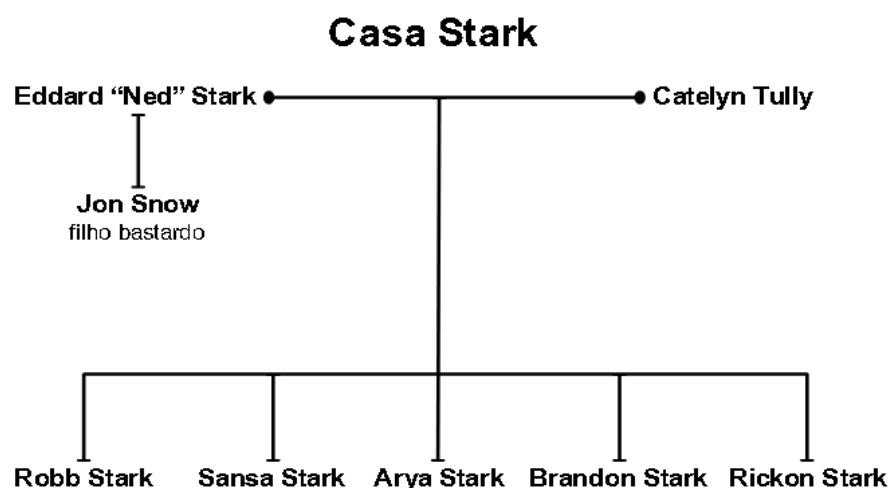 Casa Stark
Eddard “Ned” Stark Catelyn Tully
Jon Snow
filho bastardo
Robb Stark Sansa Stark Arya Stark Brandon Stark Rickon Stark